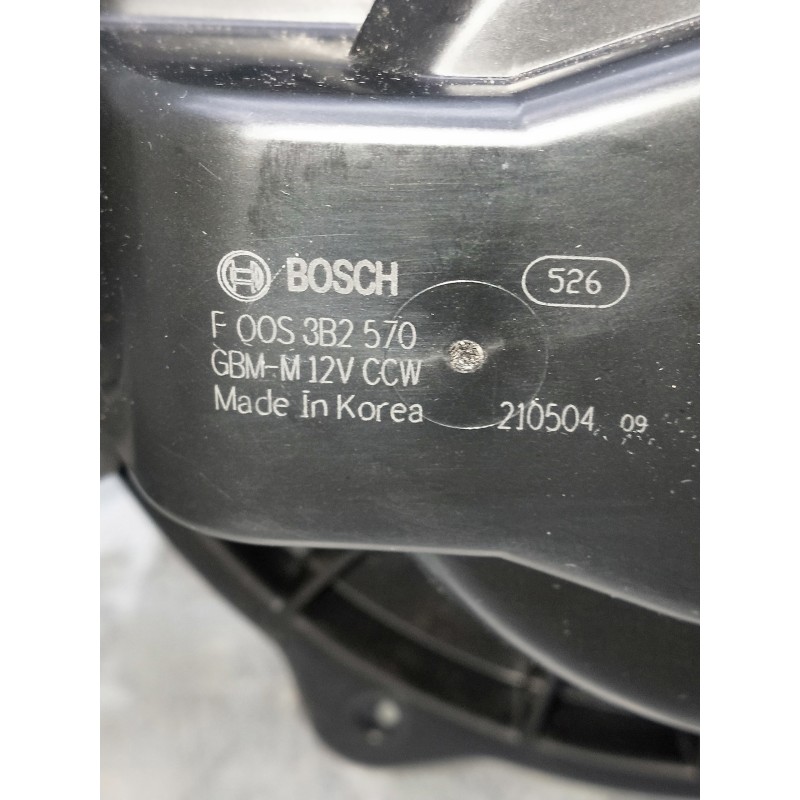 BOSCH
526
F 00S 3B2 570
GBM-M 12V CCW
Made In Korea
210504 09